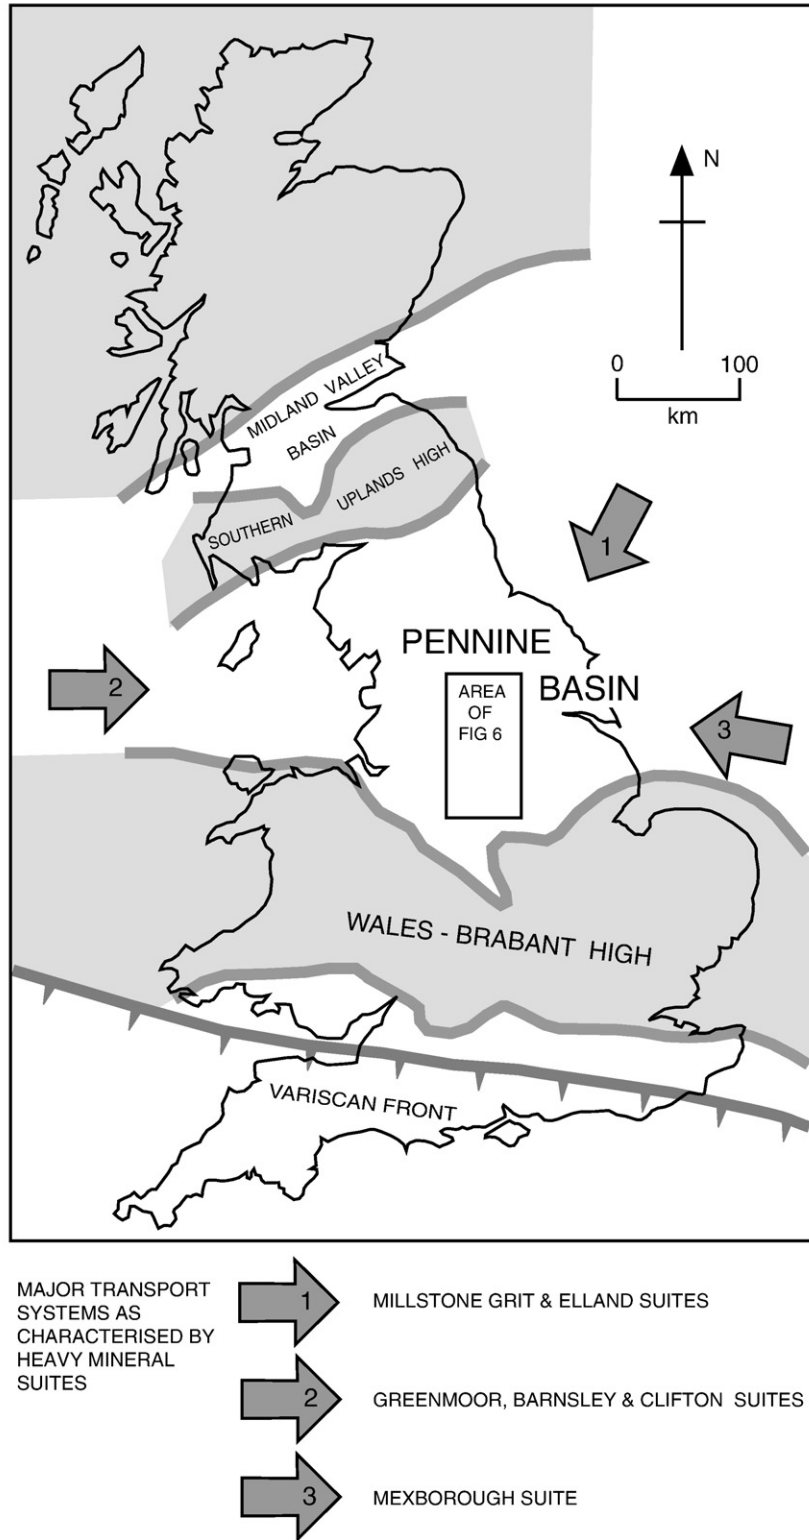 N
0 100
km
MIDLAND VALLEY
BASIN
SOUTHERN UPLANDS HIGH
1
PENNINE
BASIN
AREA
OF
FIG 6
2
3
WALES - BRABANT HIGH
VARISCAN FRONT
MAJOR TRANSPORT
SYSTEMS AS
CHARACTERISED BY
HEAVY MINERAL
SUITES
1 MILLSTONE GRIT & ELLAND SUITES
2 GREENMOOR, BARNSLEY & CLIFTON SUITES
3 MEXBOROUGH SUITE